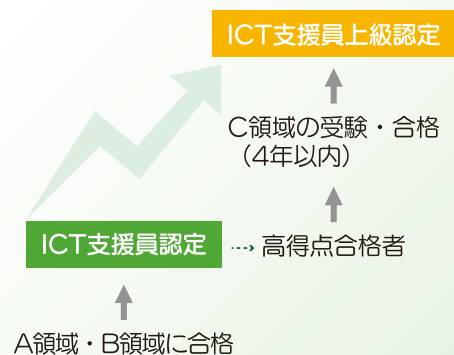 ICT支援員上級認定
C領域の受験・合格
（4年以内）
ICT支援員認定
高得点合格者
A領域・B領域に合格